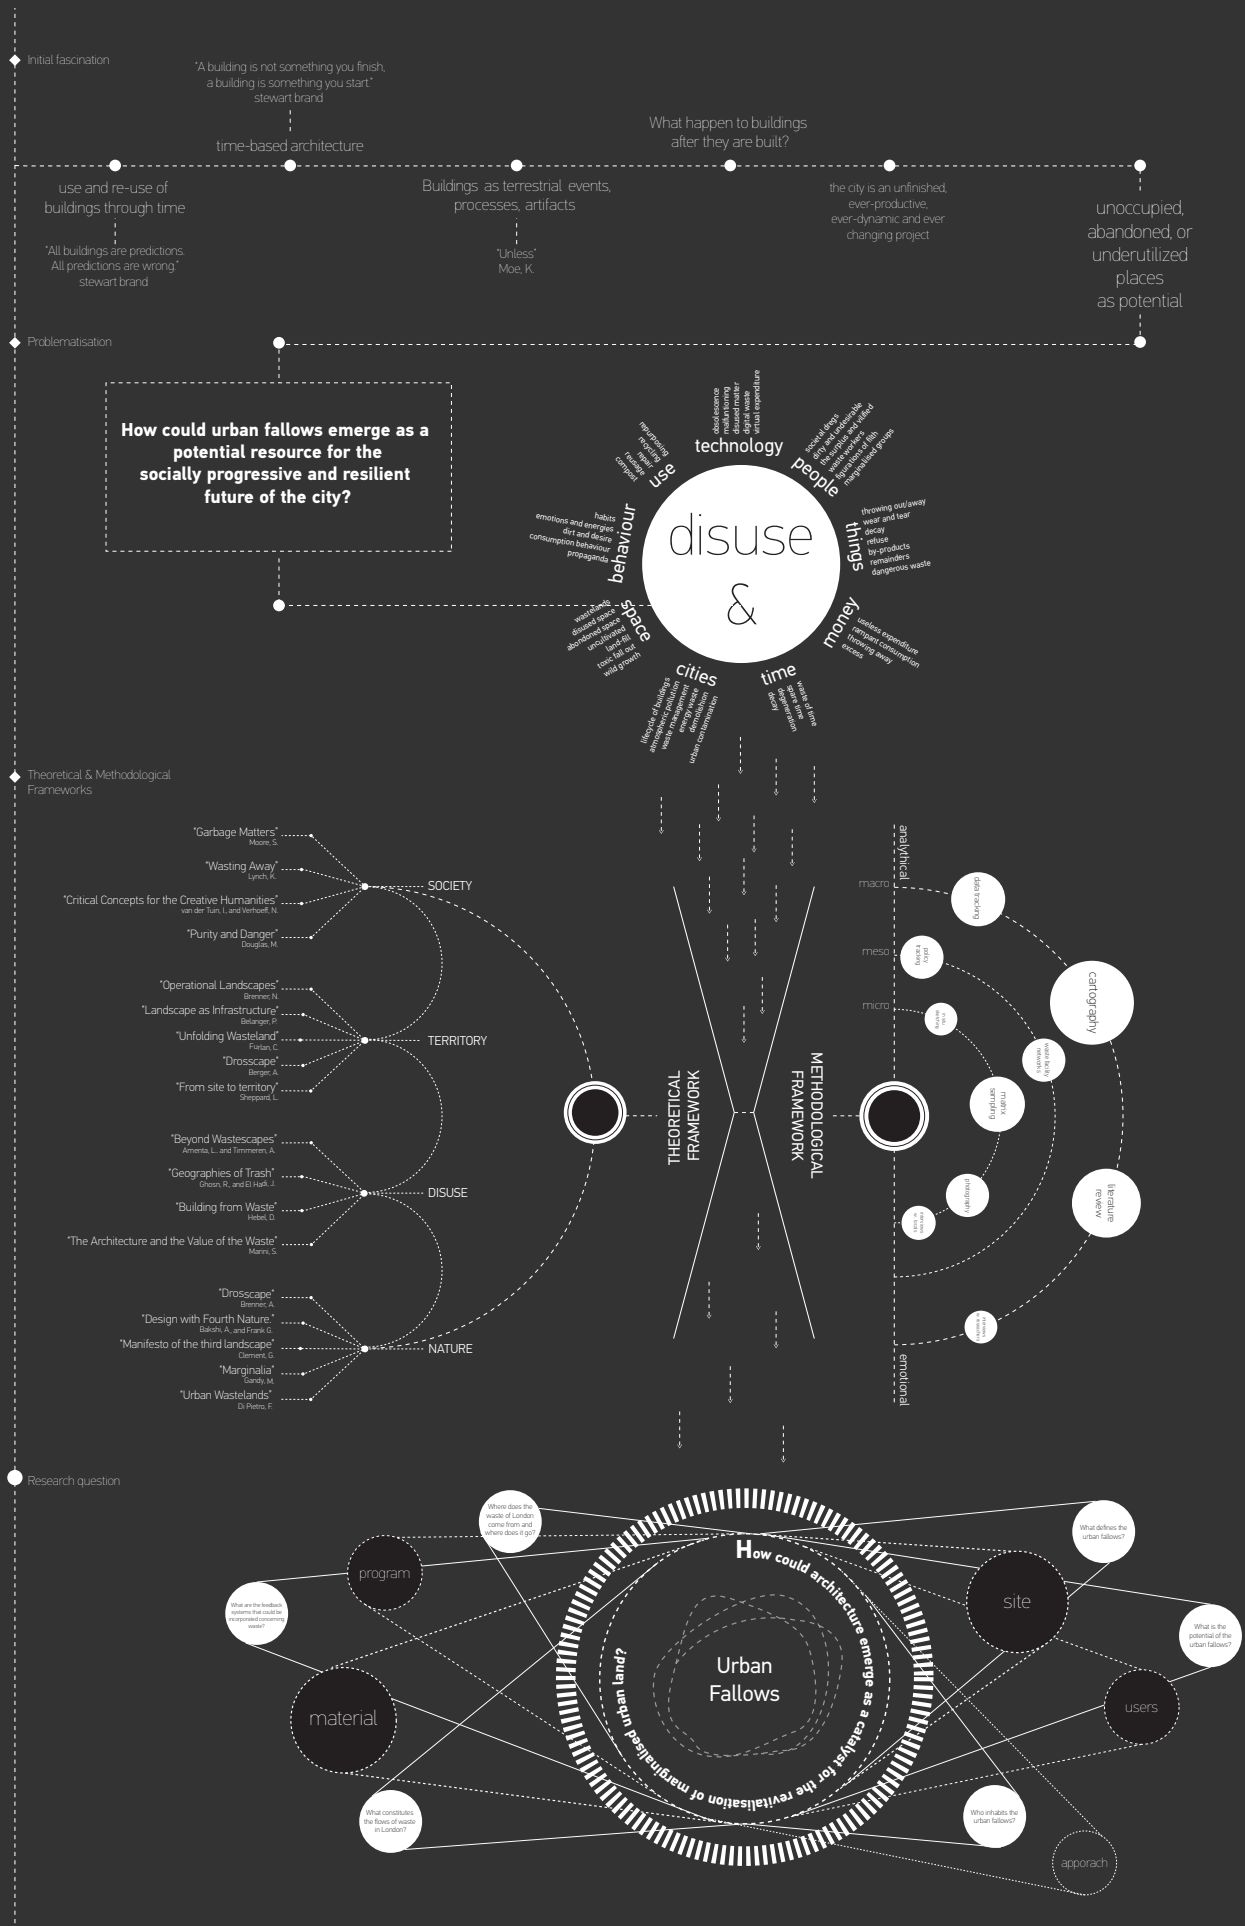 Initial fascination
"A building is not something you finish,
a building is something you start."
stewart brand
time-based architecture
What happen to buildings
after they are built?
use and re-use of
buildings through time
"All buildings are predictions.
All predictions are wrong."
stewart brand
Buildings as terrestrial events,
processes, artifacts
"Unless"
Moe, K.
the city is an unfinished,
ever-productive,
ever-dynamic and ever
changing project
unoccupied,
abandoned, or
underutilized
places
as potential
Problematisation
How could urban fallows emerge as a
potential resource for the
socially progressive and resilient
future of the city?
disuse
&
technology
obsolescence
malfuntioning
disused matter
digital waste
virtual expenditure
people
societal dregs
dirty and undesirable
the surplus and vilified
waste workers
figurations of filth
marginalised groups
things
throwing out/away
wear and tear
decay
refuse
by-products
remainders
dangerous waste
money
useless expenditure
rampant consumption
throwing away
excess
time
waste of time
spare time
degeneration
decay
cities
lifecycle of buildings
atmospheric pollution
waste management
energy waste
demolishion
urban contamination
space
wastelands
disused space
abondoned space
uncultivated
land-fill
toxic fall out
wild growth
behaviour
habits
emotions and energies
dirt and desire
consumption behaviour
propaganda
use
repurposing
recycling
repair
reusage
compost
Theoretical & Methodological
Frameworks
"Garbage Matters"
Moore, S.
"Wasting Away"
Lynch, K.
"Critical Concepts for the Creative Humanities"
van der Tuin, I., and Verhoeff, N.
"Purity and Danger"
Douglas, M.
SOCIETY
"Operational Landscapes"
Brenner, N.
"Landscape as Infrastructure"
Belanger, P.
"Unfolding Wasteland"
Furlan, C.
"Drosscape"
Berger, A.
"From site to territory"
Sheppard, L.
TERRITORY
"Beyond Wastescapes"
Amenta, L. and Timmeren, A.
"Geographies of Trash"
Ghosn, R., and El Hadi, J.
"Building from Waste"
Hebel, D.
"The Architecture and the Value of the Waste"
Marini, S.
DISUSE
"Drosscape"
Brenner, A.
"Design with Fourth Nature."
Bakshi, A., and Frank G.
"Manifesto of the third landscape"
Clement, G.
"Marginalia"
Gandy, M.
"Urban Wastelands"
Di Pietro, F.
NATURE
THEORETICAL
FRAMEWORK
METHODOLOGICAL
FRAMEWORK
analytical
macro
meso
micro
data tracking
policy
tracking
cartography
waste facility
networks
matrix
sampling
photography
literature
review
emotional
Research question
Where does the
waste of London
come from and
where does it go?
What defines the
urban fallows?
program
site
What are the feedback
systems that could be
incorporated concerning
waste?
What is the
potential of the
urban fallows?
How could architecture emerge as a catalyst for the revitalisation of marginalised urban land?
Urban
Fallows
material
users
What constitutes
the flows of waste
in London?
Who inhabits the
urban fallows?
apporach